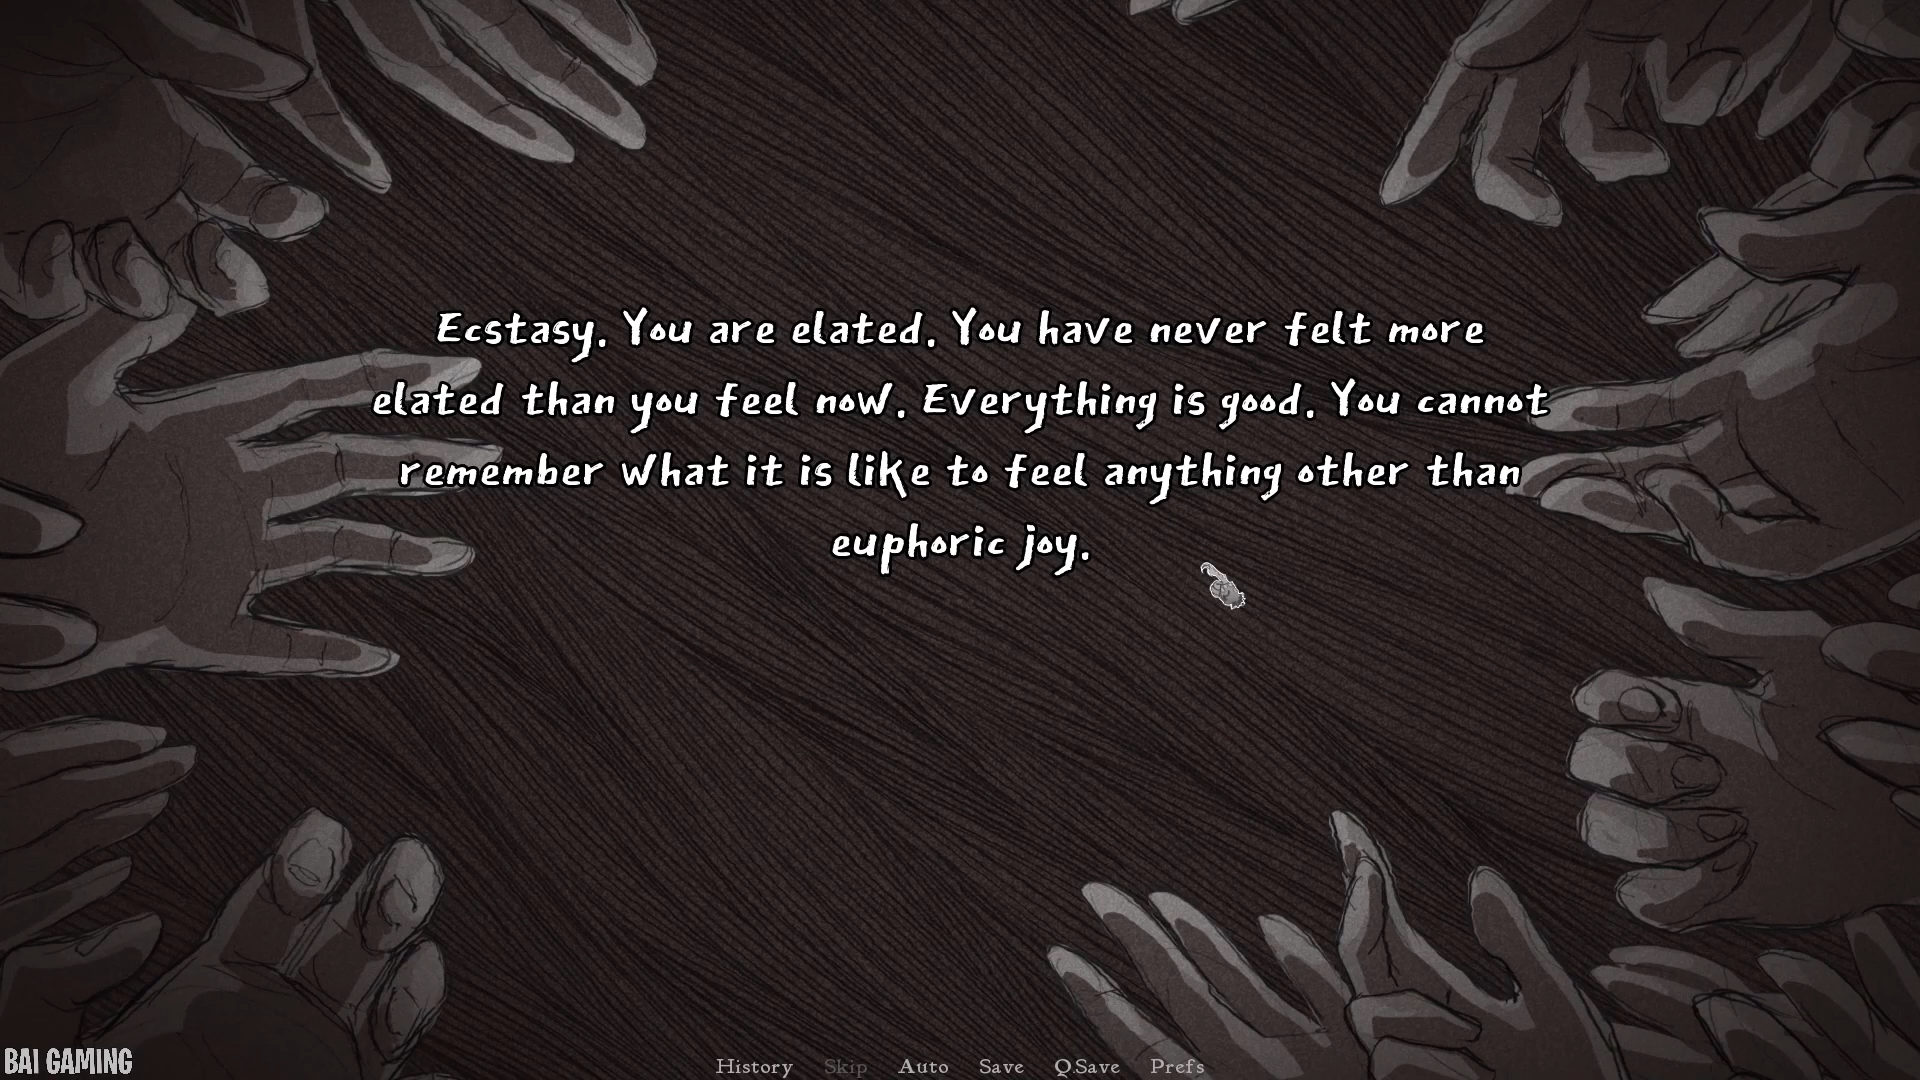 Ecstasy. You are elated. You have never felt more
elated than you feel now. Everything is good. You cannot
remember what it is like to feel anything other than
euphoric joy.
BAI GAMING
History Skip Auto Save Q.Save Prefs